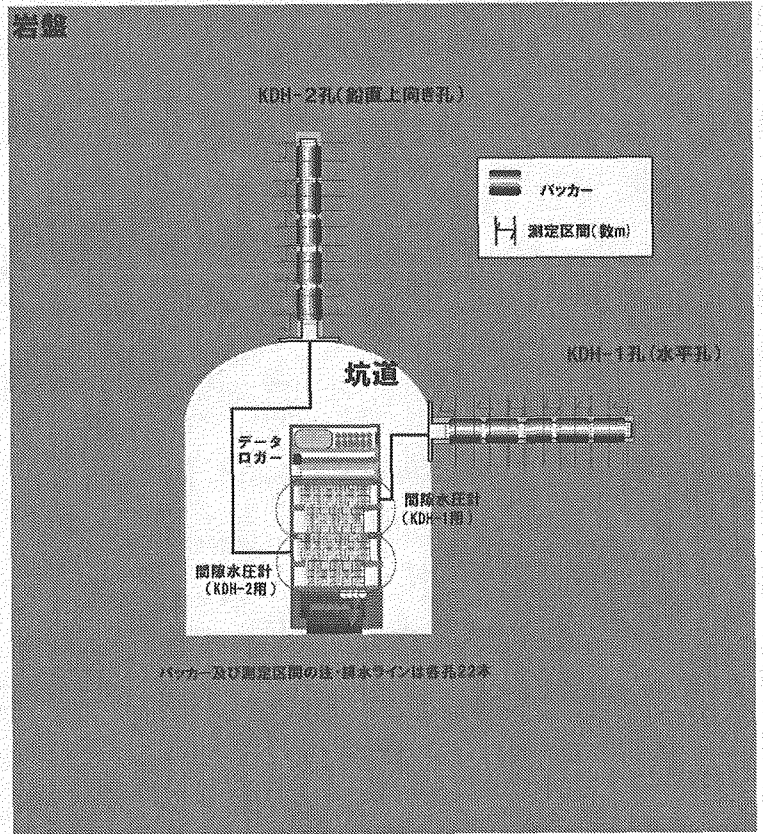 岩盤
KDH-2孔(鉛直上向き孔)
パッカー
測定区間(数m)
KDH-1孔(水平孔)
坑道
データ
ロガー
間隙水圧計
(KDH-1用)
間隙水圧計
(KDH-2用)
パッカー及び測定区間の注・排水ラインは各孔22本